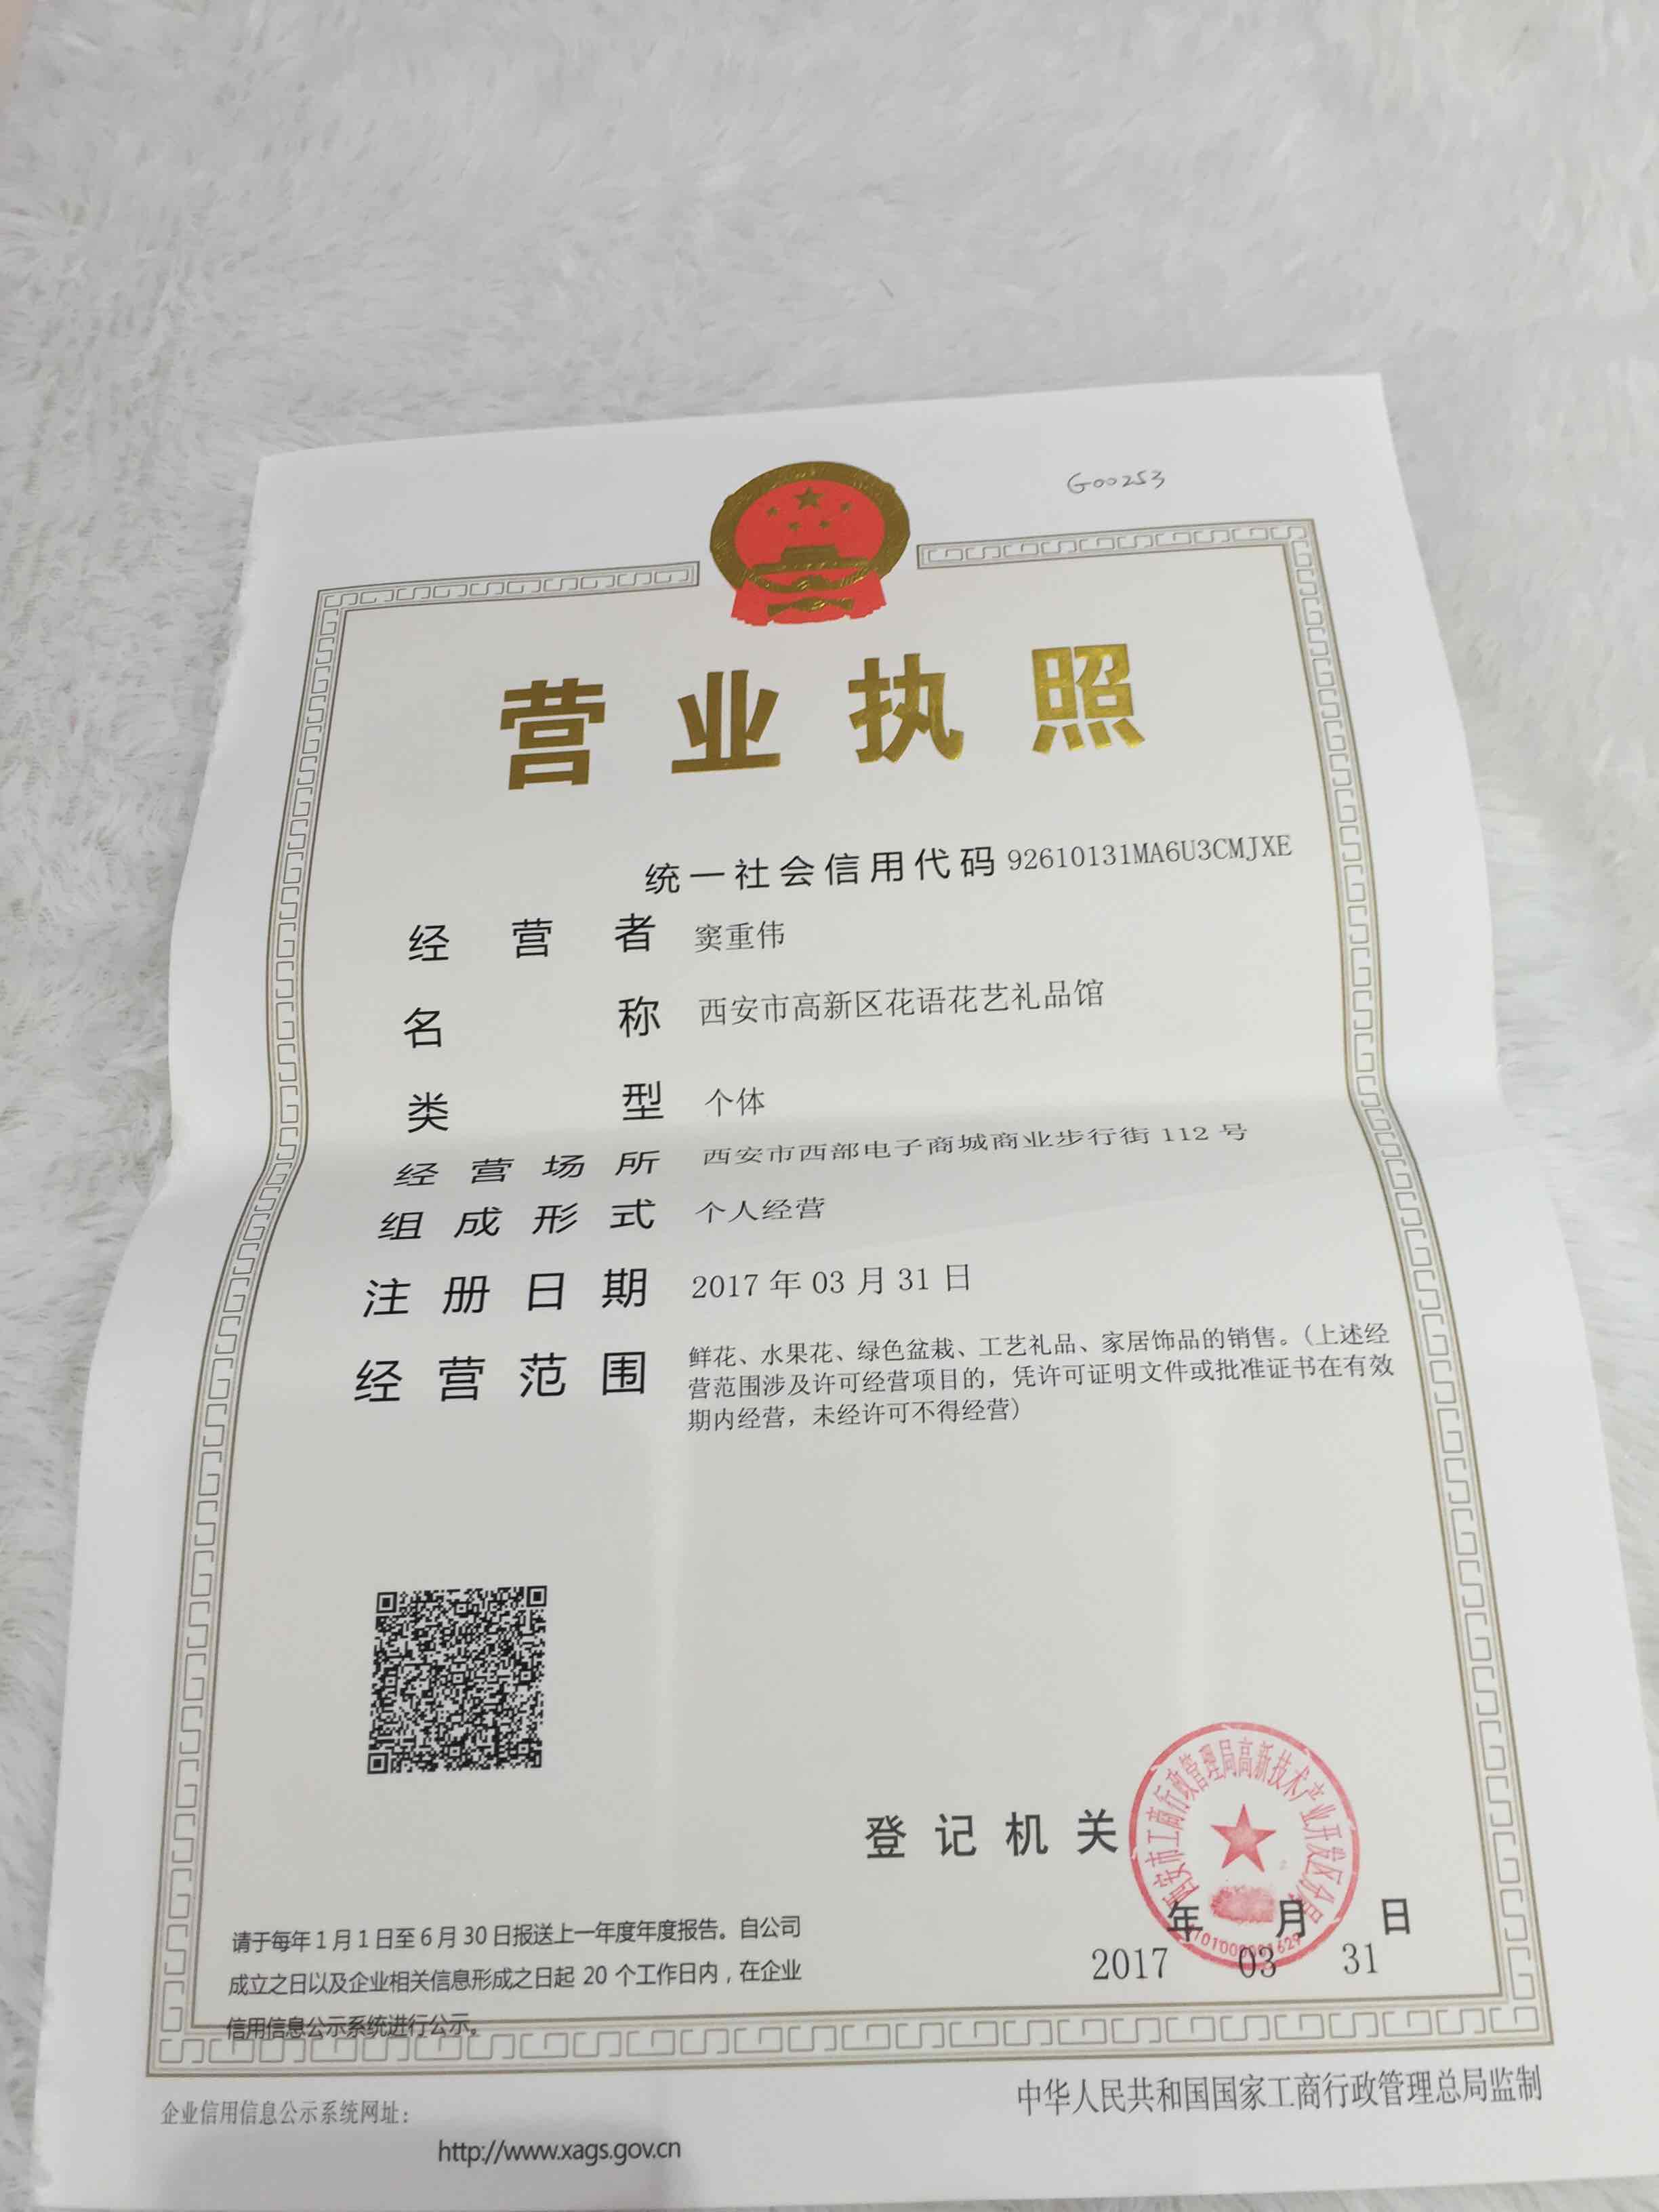 G00253
营业执照
统一社会信用代码 92610131MA6U3CMJXE
经营者 窦重伟
名称 西安市高新区花语花艺礼品馆
类型 个体
经营场所 西安市西部电子商城商业步行街 112 号
组成形式 个人经营
注册日期 2017 年 03 月 31 日
经营范围 鲜花、水果花、绿色盆栽、工艺礼品、家居饰品的销售。(上述经
营范围涉及许可经营项目的，凭许可证明文件或批准证书在有效
期内经营，未经许可不得经营)
西安市工商行政管理局高新技术产业开发区分局
登记机关
年 月 日
2017 03 31
请于每年1月1日至6月30日报送上一年度年度报告。自公司
成立之日以及企业相关信息形成之日起 20 个工作日内，在企业
信用信息公示系统进行公示。
企业信用信息公示系统网址：
http://www.xags.gov.cn
中华人民共和国国家工商行政管理总局监制